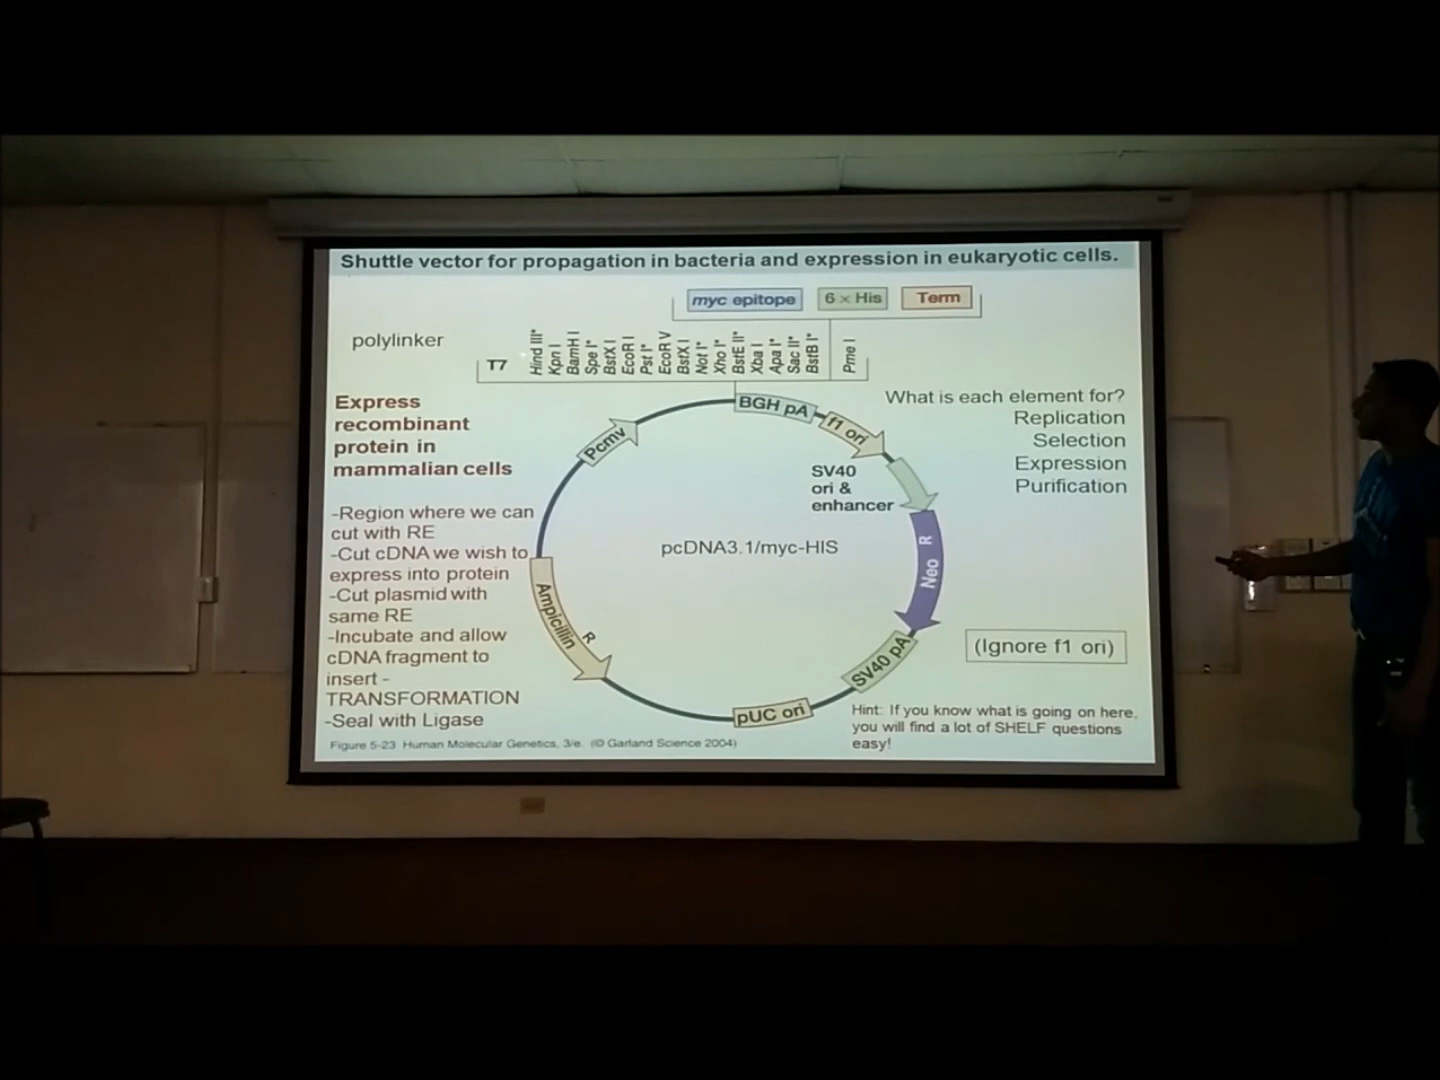 Shuttle vector for propagation in bacteria and expression in eukaryotic cells.
myc epitope
6 × His
Term
polylinker
T7
Hind III*
Kpn I
BamH I
Spe I*
BstX I
EcoR I
Pst I*
EcoR V
BstX I
Not I*
Xho I*
BstE II*
Xba I
Apa I*
Sac II*
BstB I*
Pme I
Express
recombinant
protein in
mammalian cells
-Region where we can
cut with RE
-Cut cDNA we wish to
express into protein
-Cut plasmid with
same RE
-Incubate and allow
cDNA fragment to
insert -
TRANSFORMATION
-Seal with Ligase
Pcmv
BGH pA
f1 ori
SV40
ori &
enhancer
Neo R
SV40 pA
pUC ori
Ampicillin R
pcDNA3.1/myc-HIS
What is each element for?
Replication
Selection
Expression
Purification
(Ignore f1 ori)
Hint: If you know what is going on here,
you will find a lot of SHELF questions
easy!
Figure 5-23 Human Molecular Genetics, 3/e. (© Garland Science 2004)